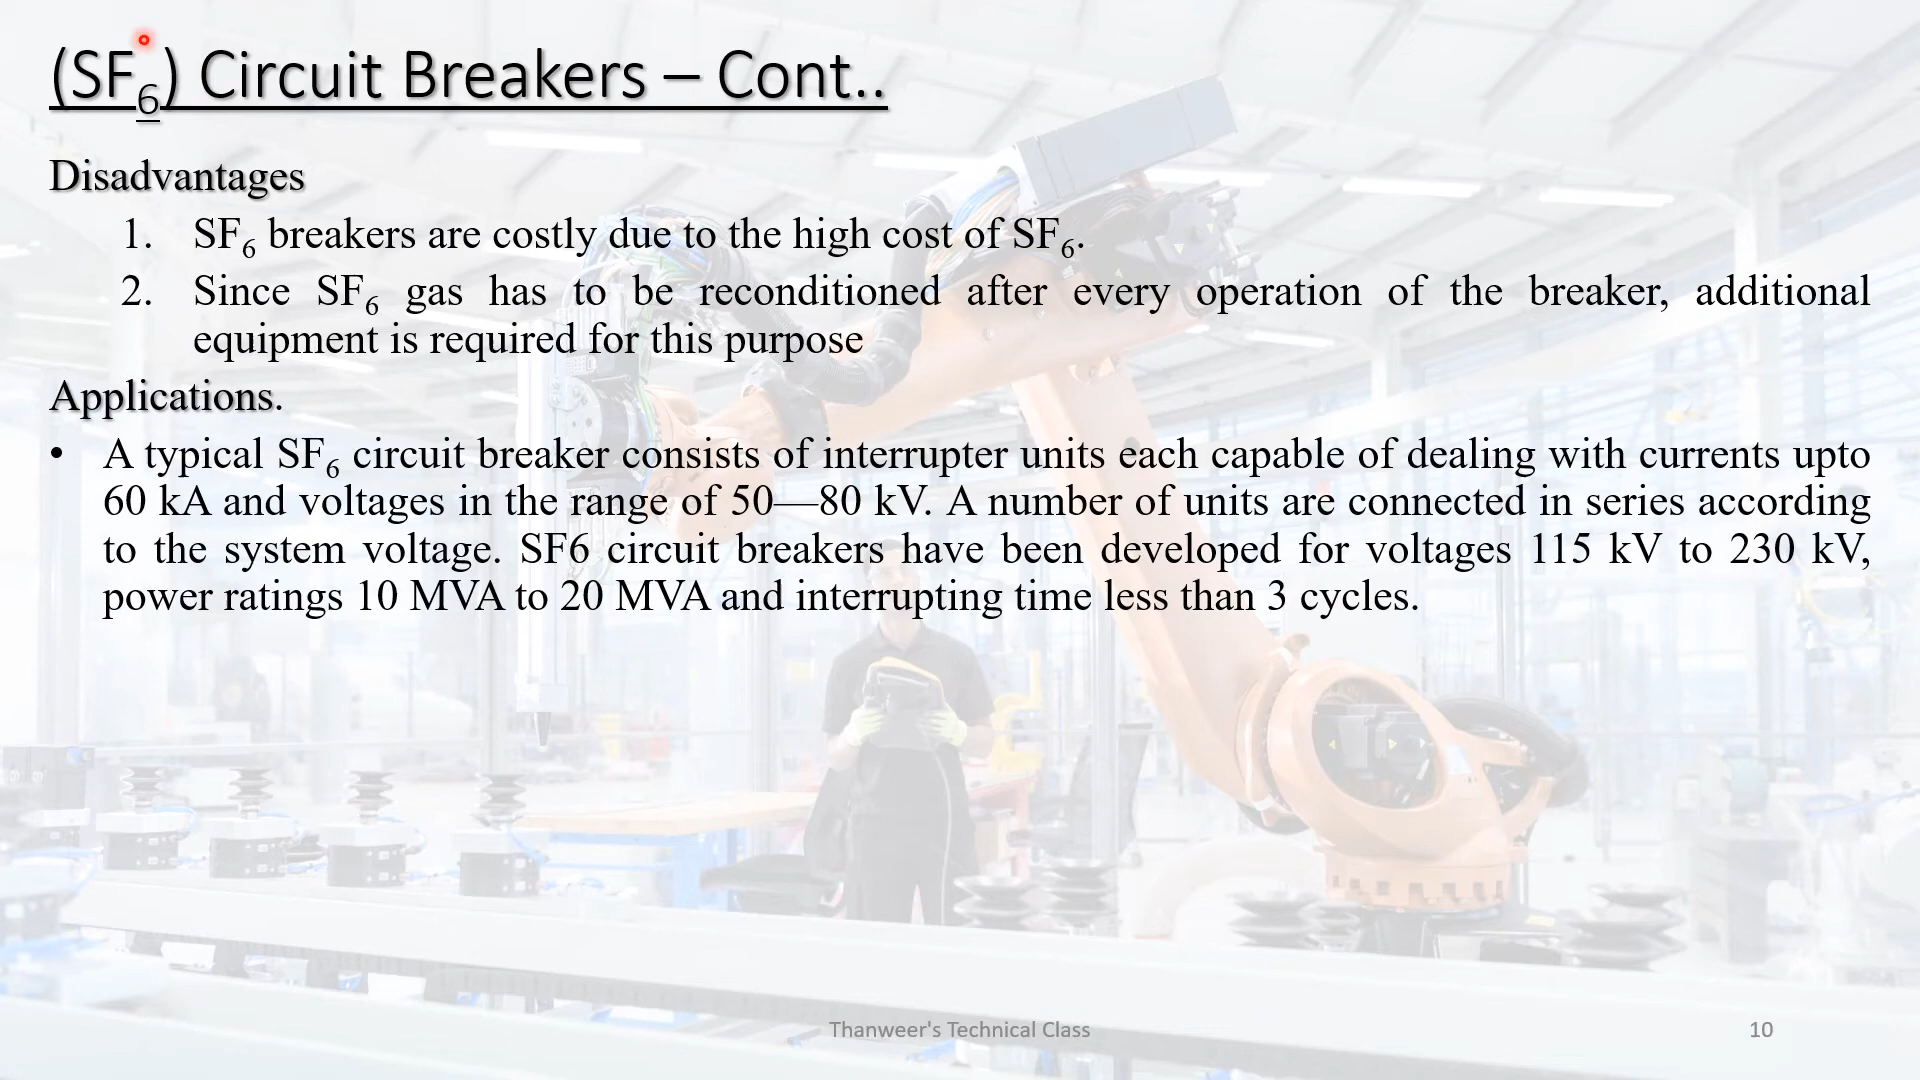 (SF₆) Circuit Breakers – Cont..
Disadvantages
1. SF₆ breakers are costly due to the high cost of SF₆.
2. Since SF₆ gas has to be reconditioned after every operation of the breaker, additional
equipment is required for this purpose
Applications.
• A typical SF₆ circuit breaker consists of interrupter units each capable of dealing with currents upto
60 kA and voltages in the range of 50—80 kV. A number of units are connected in series according
to the system voltage. SF6 circuit breakers have been developed for voltages 115 kV to 230 kV,
power ratings 10 MVA to 20 MVA and interrupting time less than 3 cycles.
Thanweer's Technical Class
10